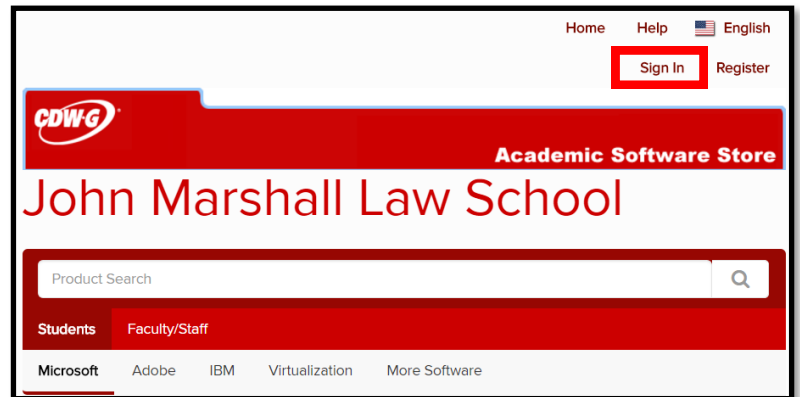 Home Help English
Sign In Register
CDW·G
Academic Software Store
John Marshall Law School
Product Search
Students Faculty/Staff
Microsoft Adobe IBM Virtualization More Software